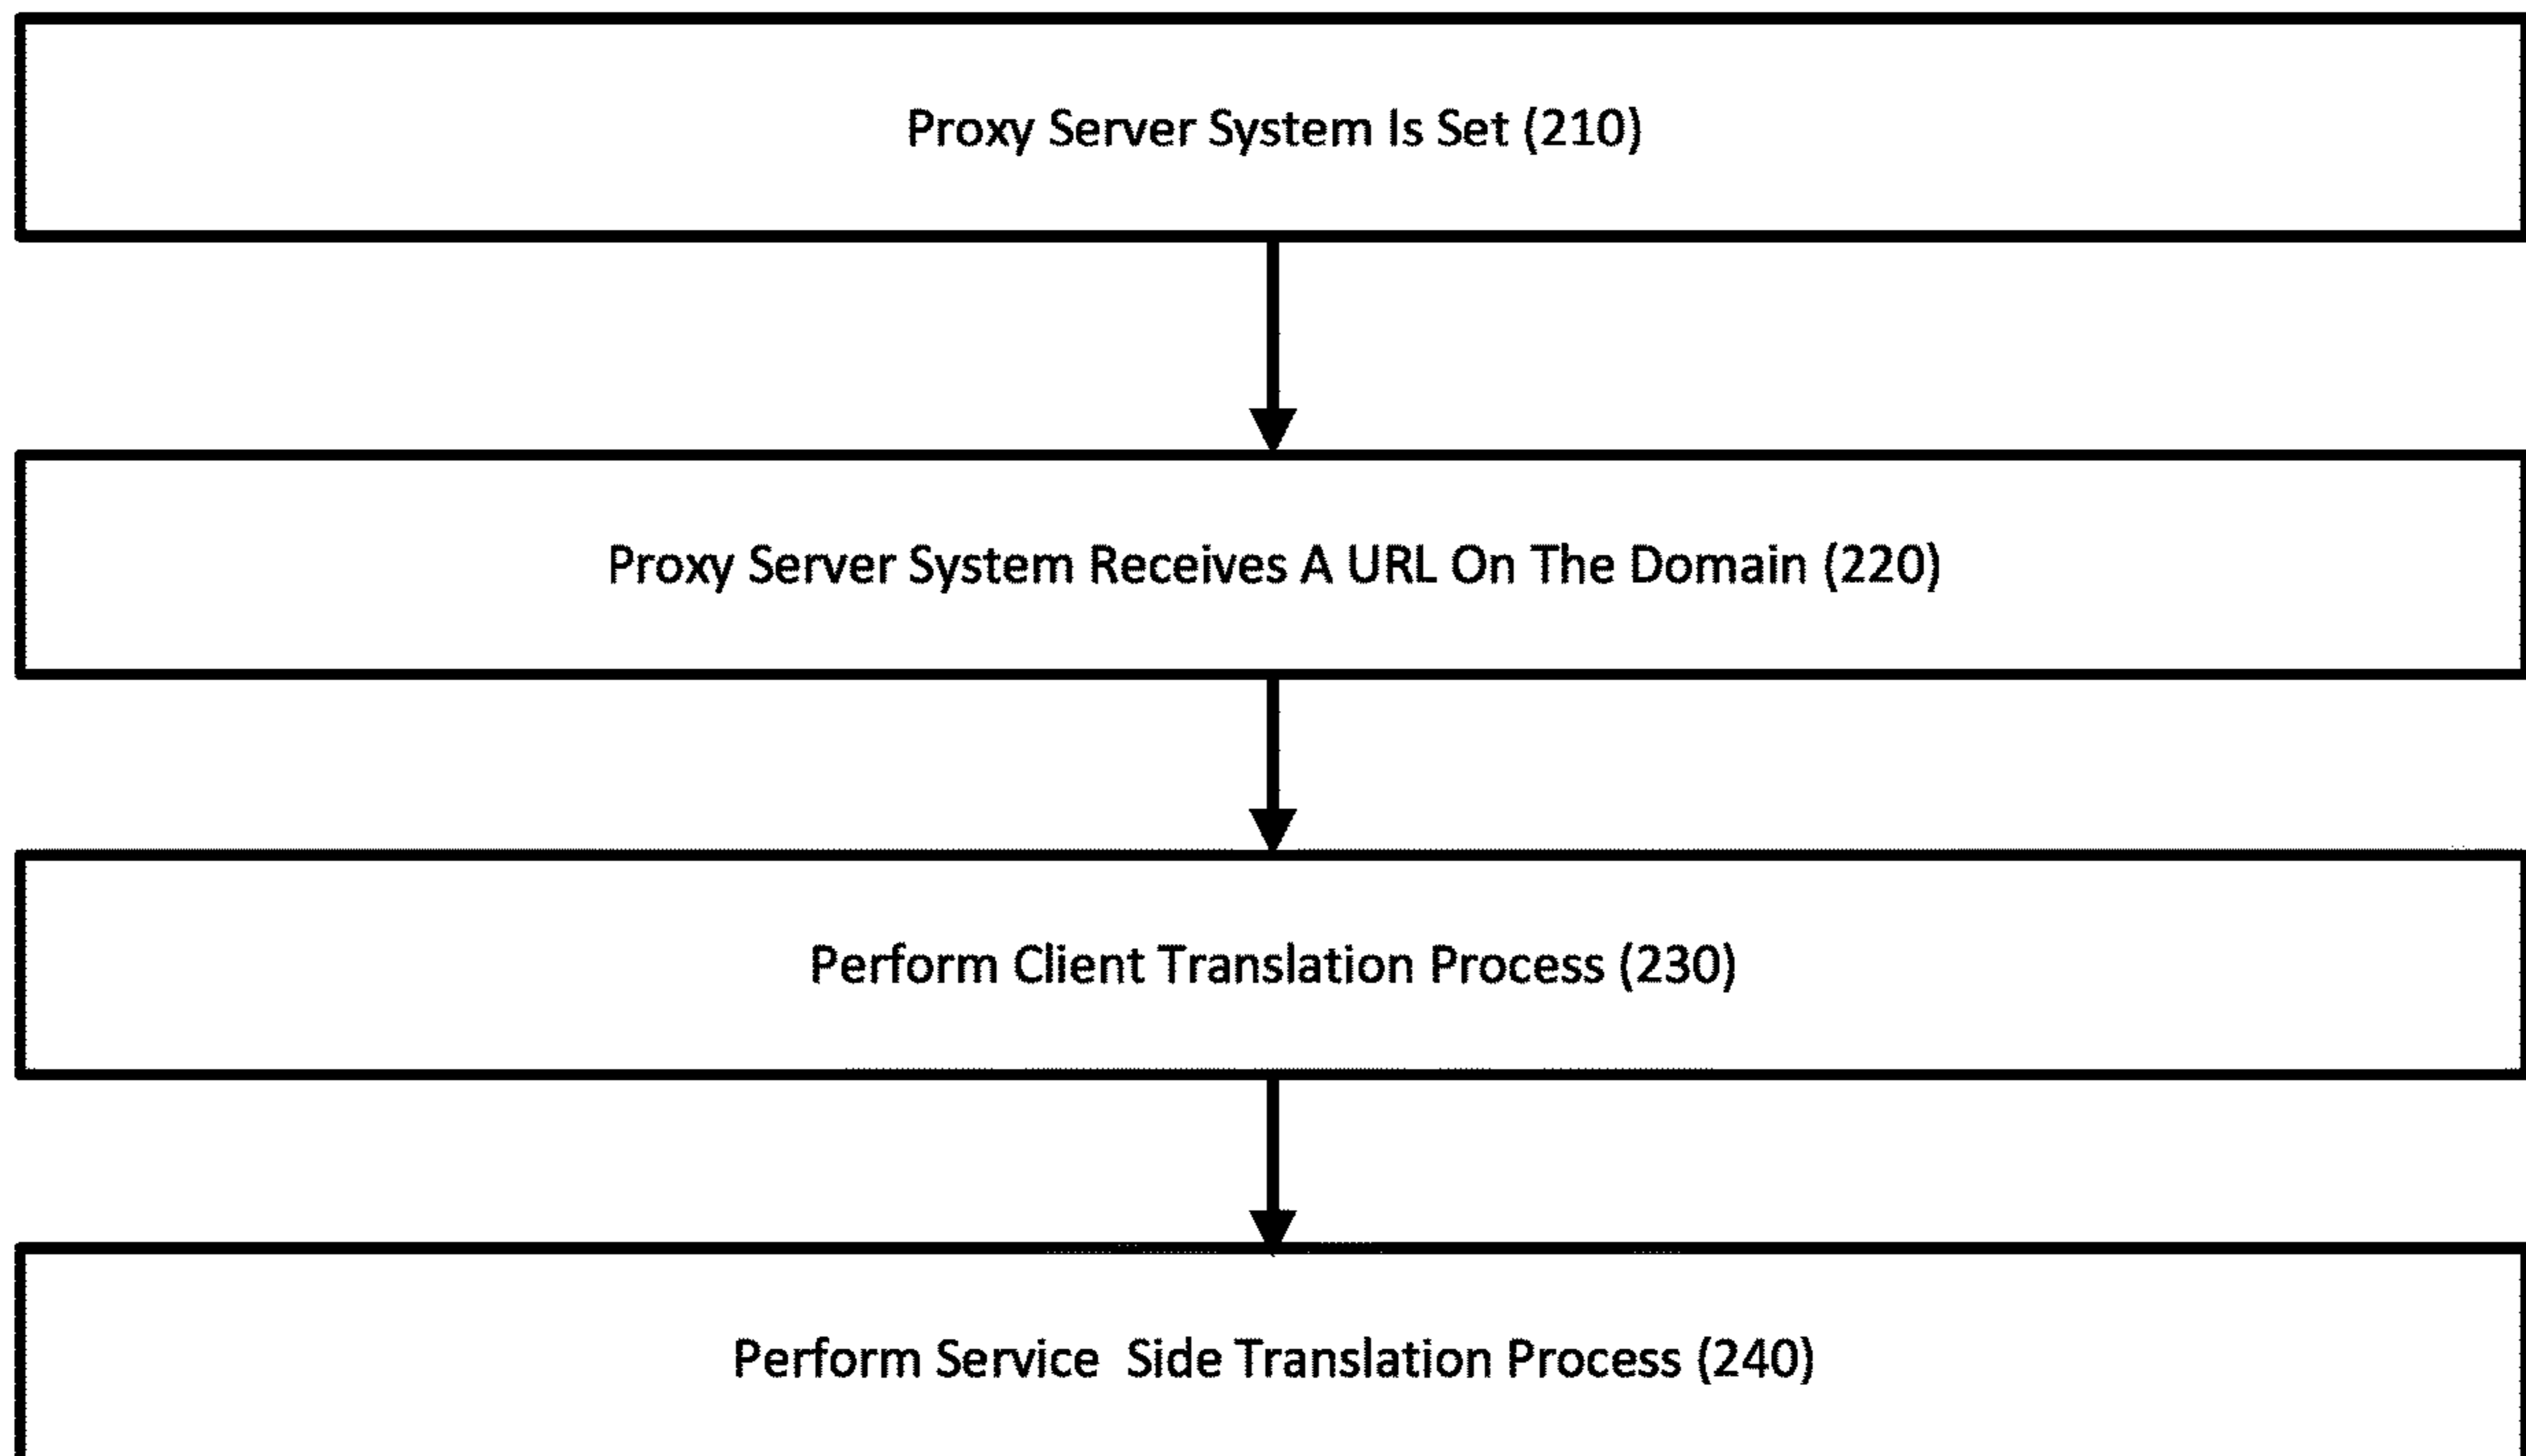 Proxy Server System Is Set (210)
Proxy Server System Receives A URL On The Domain (220)
Perform Client Translation Process (230)
Perform Service  Side Translation Process (240)